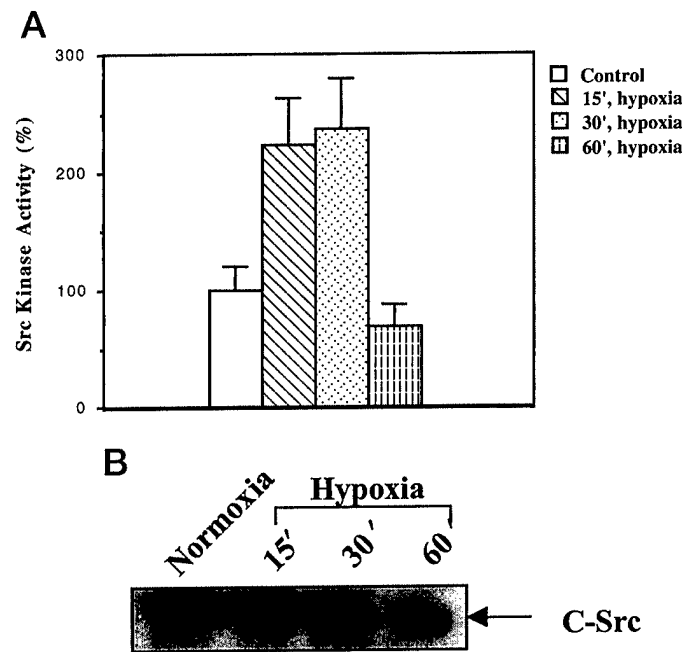 A
300
200
100
0
Src Kinase Activity (%)
Control
15', hypoxia
30', hypoxia
60', hypoxia
B
Normoxia
Hypoxia
15'
30'
60'
C-Src